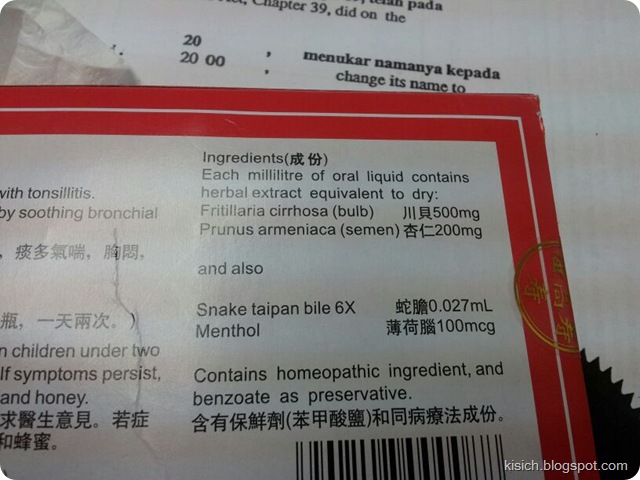 Act, Chapter 39, did on the
20 ,
20 00 ,
menukar namanya kepada
change its name to
with tonsillitis.
by soothing bronchial
，痰多氣喘，胸悶，
瓶，一天兩次。)
n children under two
If symptoms persist,
and honey.
求醫生意見。若症
和蜂蜜。
Ingredients(成份)
Each millilitre of oral liquid contains
herbal extract equivalent to dry:
Fritillaria cirrhosa (bulb) 川貝500mg
Prunus armeniaca (semen) 杏仁200mg
and also
Snake taipan bile 6X 蛇膽0.027mL
Menthol 薄荷腦100mcg
Contains homeopathic ingredient, and
benzoate as preservative.
含有保鮮劑(苯甲酸鹽)和同病療法成份。
kisich.blogspot.com